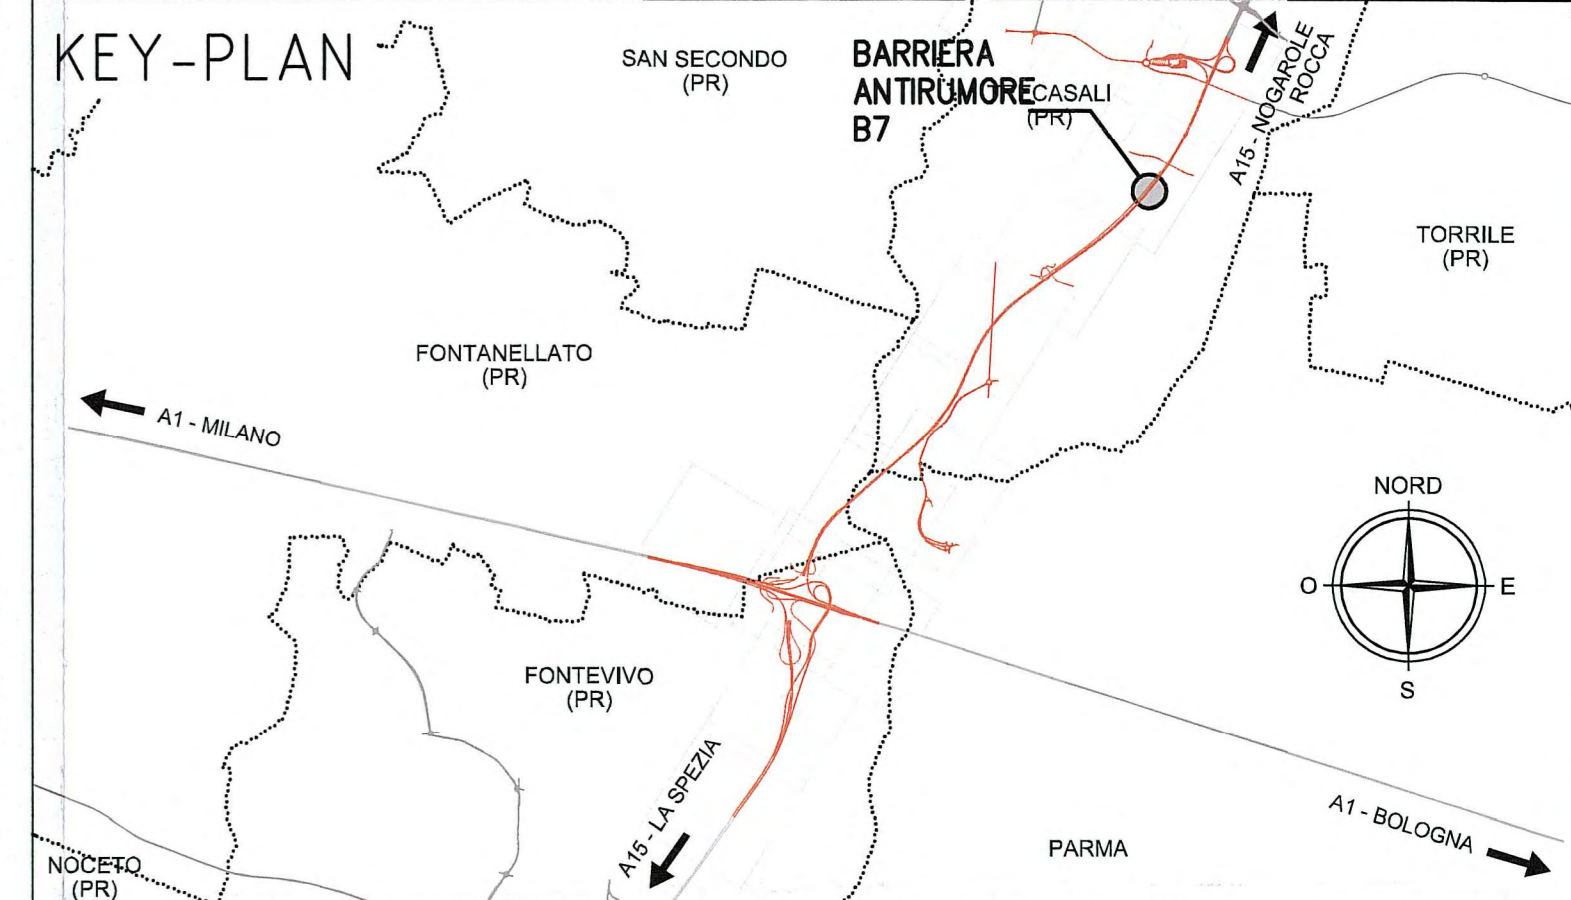 KEY-PLAN
SAN SECONDO
(PR)
BARRIERA
ANTIRUMORE
B7
TRECASALI
(PR)
A15 - NOGAROLE
ROCCA
TORRILE
(PR)
FONTANELLATO
(PR)
A1 - MILANO
NORD
O
E
S
FONTEVIVO
(PR)
A15 - LA SPEZIA
A1 - BOLOGNA
PARMA
NOCETO
(PR)